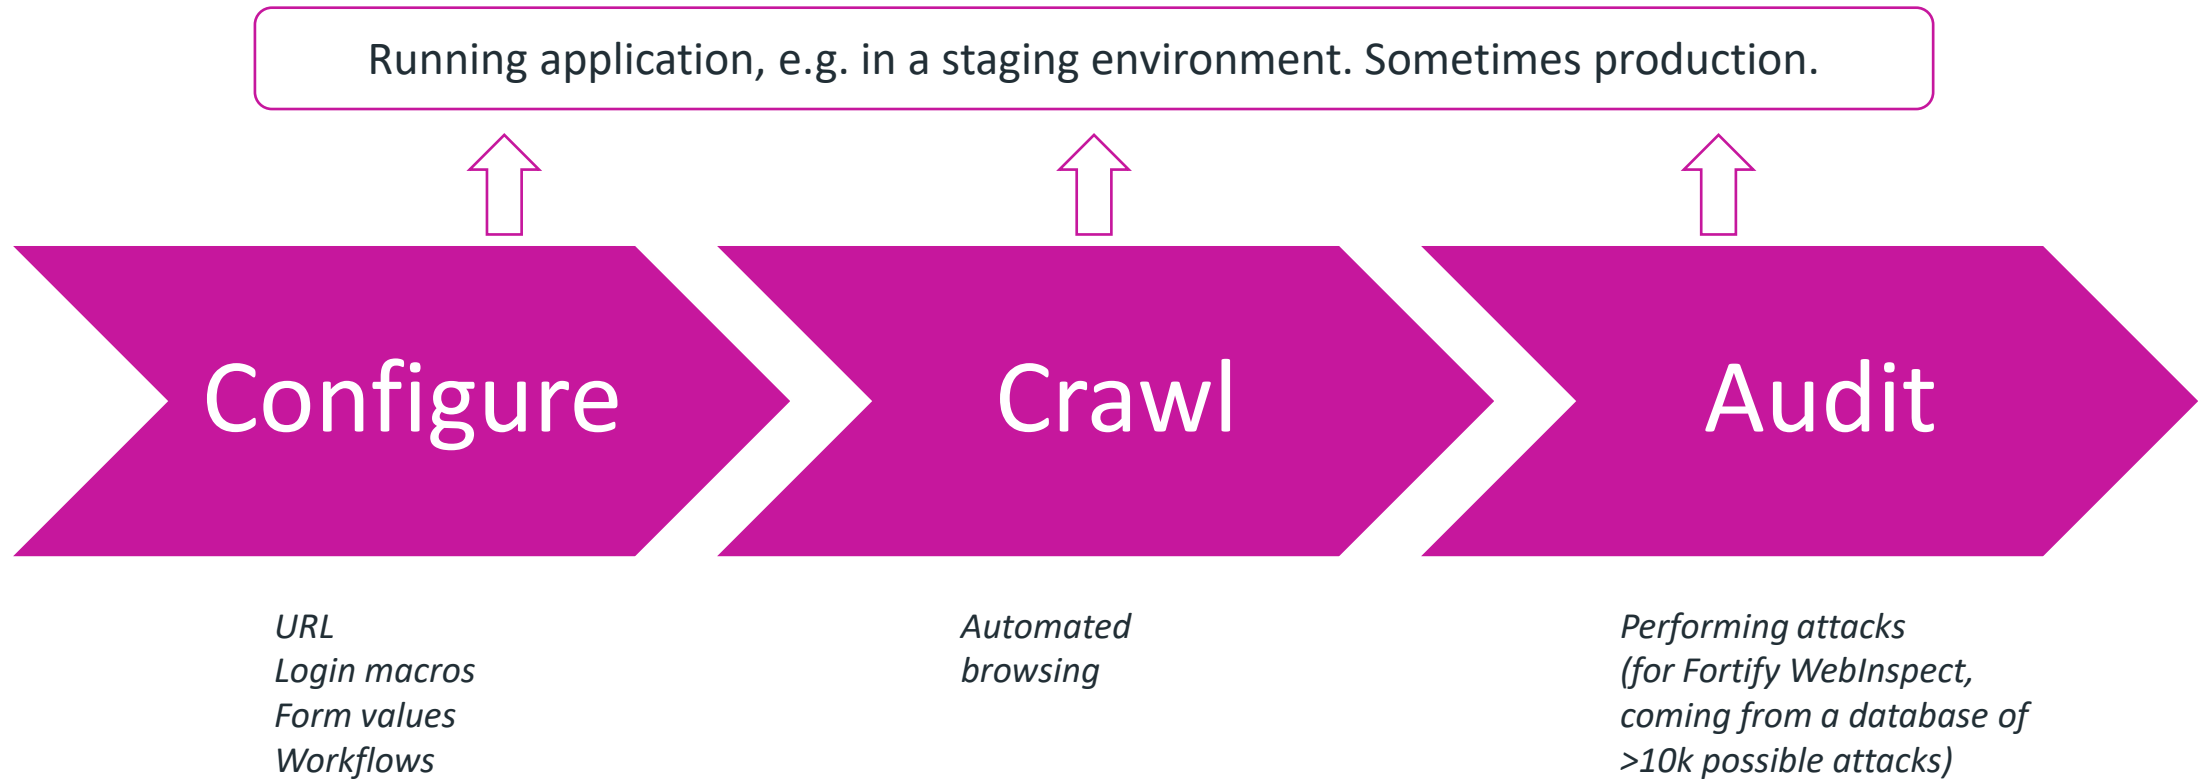 Running application, e.g. in a staging environment. Sometimes production.
Configure
Crawl
Audit
URL
Login macros
Form values
Workflows
Automated
browsing
Performing attacks
(for Fortify WebInspect,
coming from a database of
>10k possible attacks)